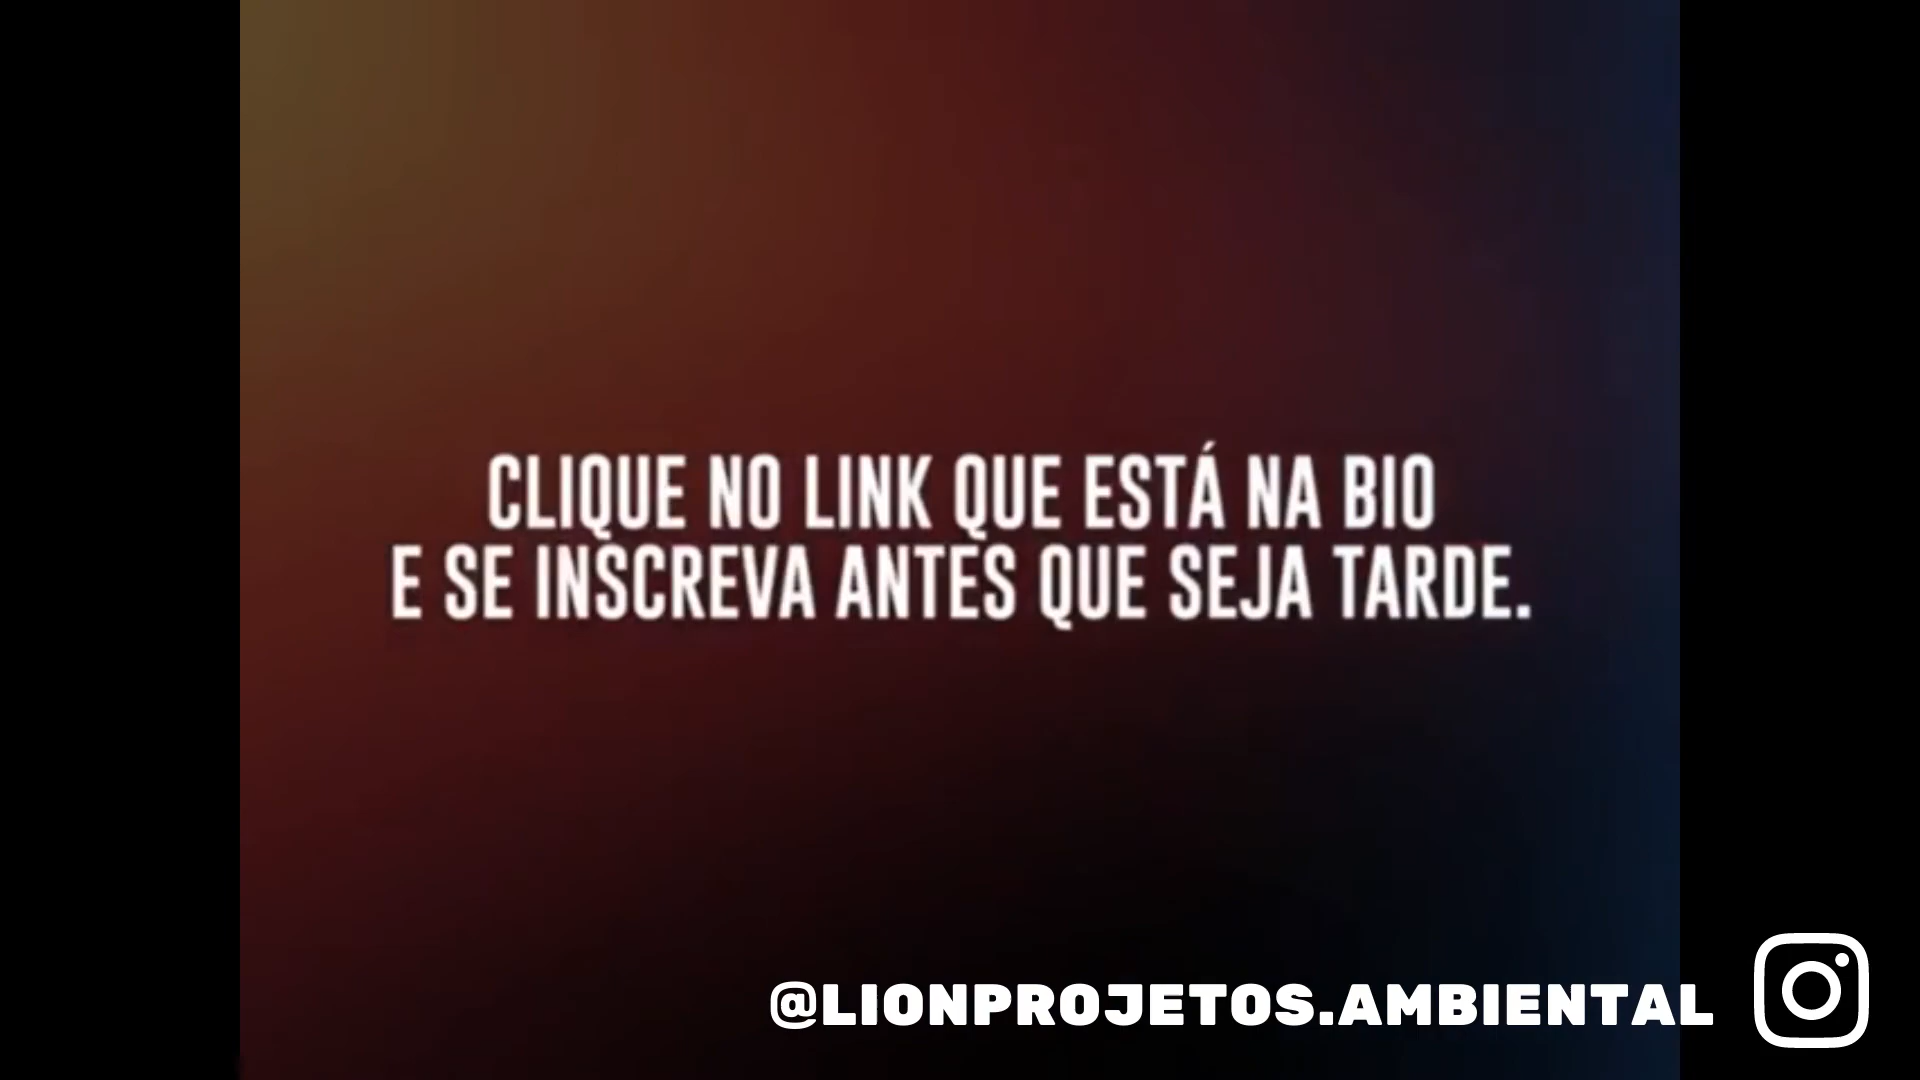 CLIQUE NO LINK QUE ESTÁ NA BIO
E SE INSCREVA ANTES QUE SEJA TARDE.
@LIONPROJETOS.AMBIENTAL